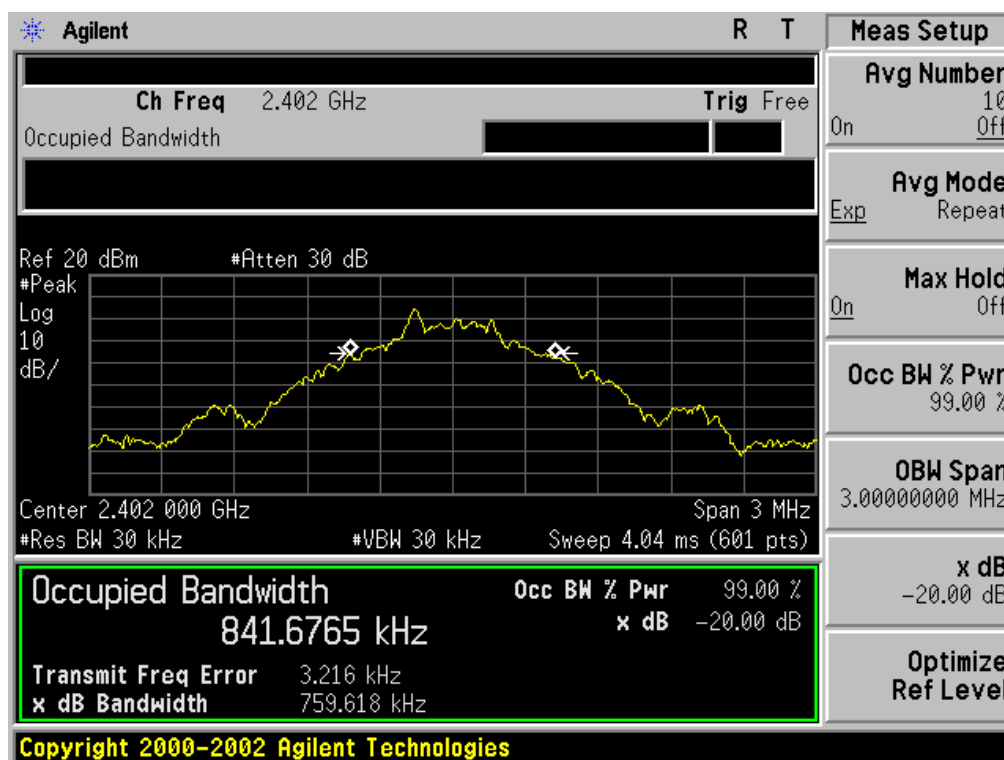 Agilent R T
Meas Setup
Ch Freq 2.402 GHz Trig Free
Occupied Bandwidth
Ref 20 dBm #Atten 30 dB
#Peak
Log
10
dB/
Center 2.402 000 GHz Span 3 MHz
#Res BW 30 kHz #VBW 30 kHz Sweep 4.04 ms (601 pts)
Occupied Bandwidth Occ BW % Pwr 99.00 %
841.6765 kHz x dB -20.00 dB
Transmit Freq Error 3.216 kHz
x dB Bandwidth 759.618 kHz
Copyright 2000-2002 Agilent Technologies
Avg Number
10
On Off
Avg Mode
Exp Repeat
Max Hold
On Off
Occ BW % Pwr
99.00 %
OBW Span
3.00000000 MHz
x dB
-20.00 dB
Optimize
Ref Level